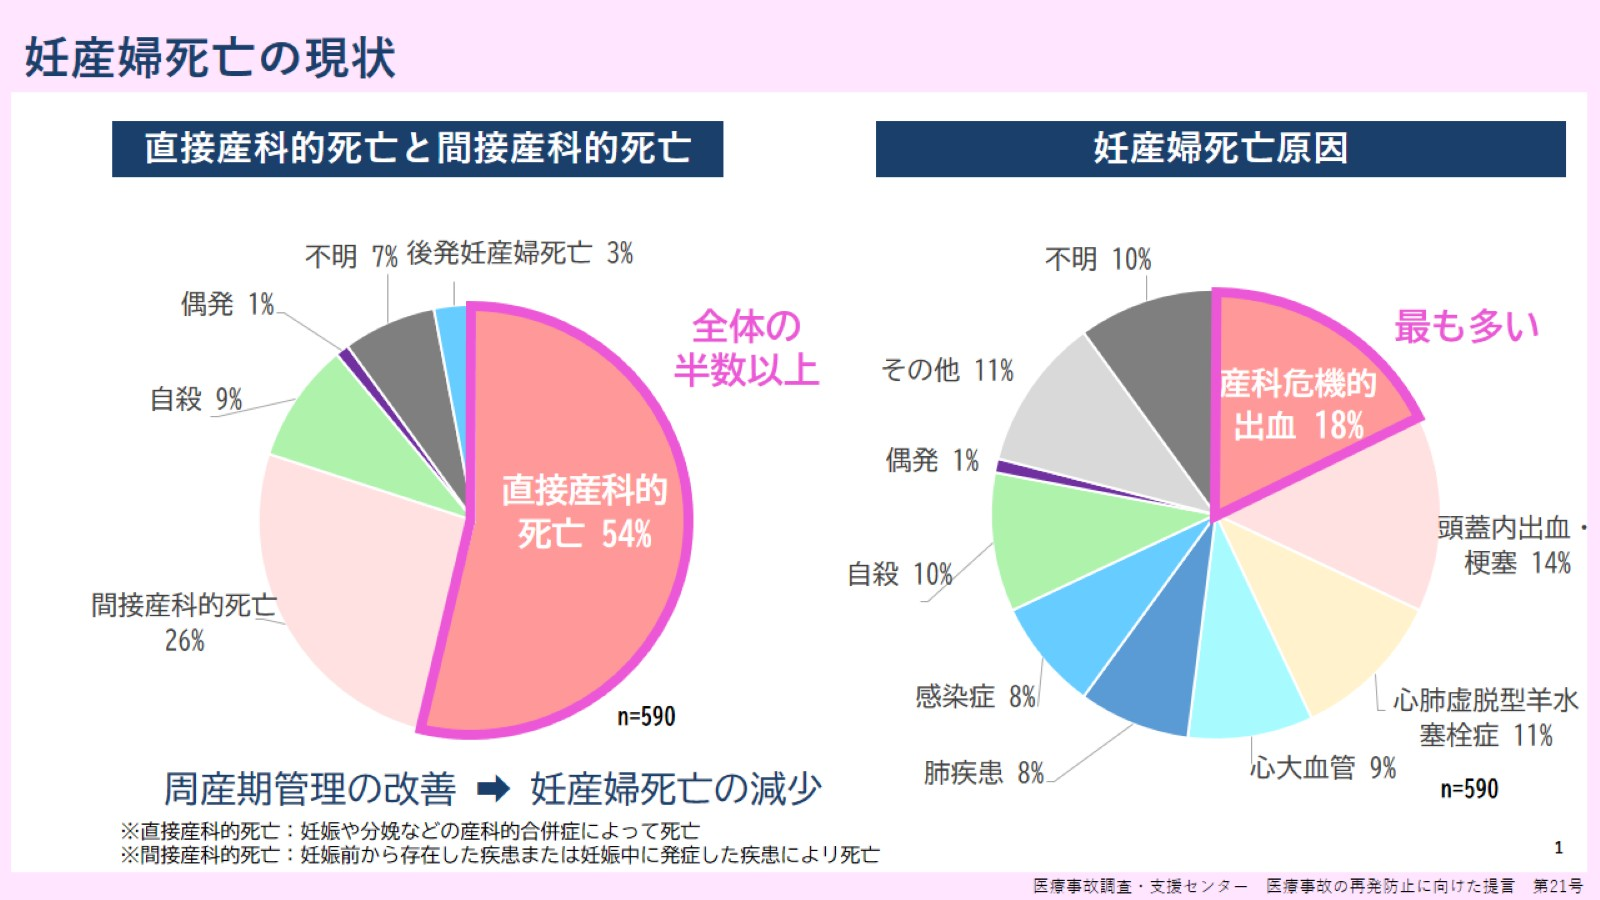 妊産婦死亡の現状
直接産科的死亡と間接産科的死亡
不明 7%
後発妊産婦死亡 3%
偶発 1%
自殺 9%
全体の
半数以上
直接産科的
死亡 54%
間接産科的死亡
26%
n=590
周産期管理の改善 ➡ 妊産婦死亡の減少
※直接産科的死亡：妊娠や分娩などの産科的合併症によって死亡
※間接産科的死亡：妊娠前から存在した疾患または妊娠中に発症した疾患により死亡
妊産婦死亡原因
不明 10%
最も多い
その他 11%
産科危機的
出血 18%
偶発 1%
頭蓋内出血・
梗塞 14%
自殺 10%
感染症 8%
心肺虚脱型羊水
塞栓症 11%
肺疾患 8%
心大血管 9%
n=590
1
医療事故調査・支援センター　医療事故の再発防止に向けた提言　第21号